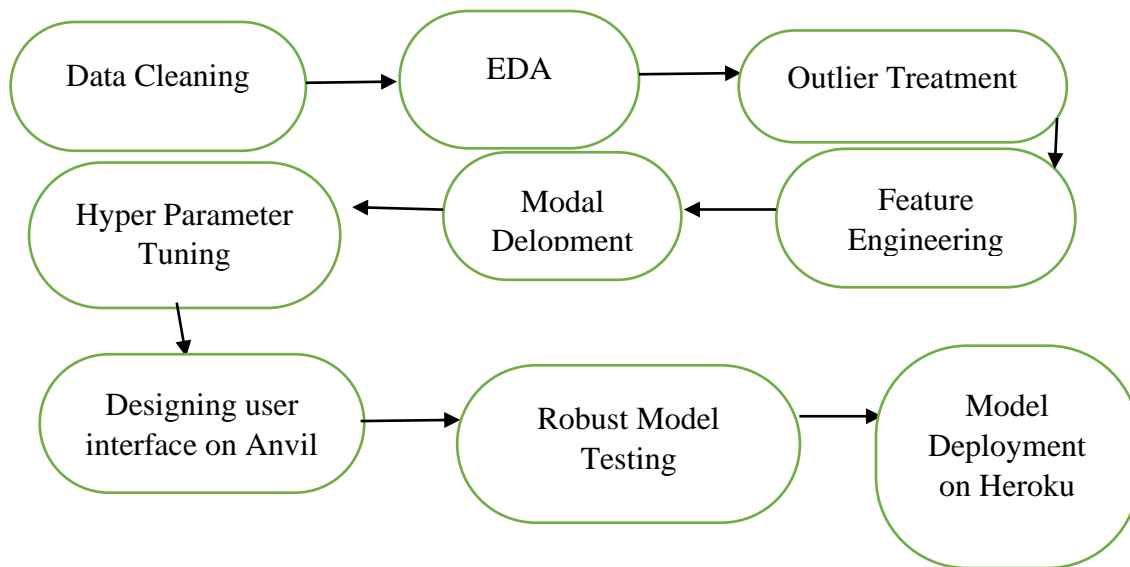 Data Cleaning
EDA
Outlier Treatment
Feature
Engineering
Modal
Delopment
Hyper Parameter
Tuning
Designing user
interface on Anvil
Robust Model
Testing
Model
Deployment
on Heroku